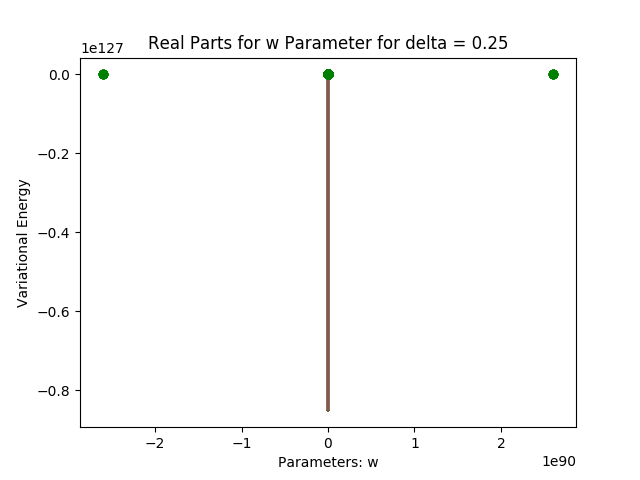 Real Parts for w Parameter for delta = 0.25
1e127
0.0
−0.2
−0.4
−0.6
−0.8
Variational Energy
−2
−1
0
1
2
1e90
Parameters: w